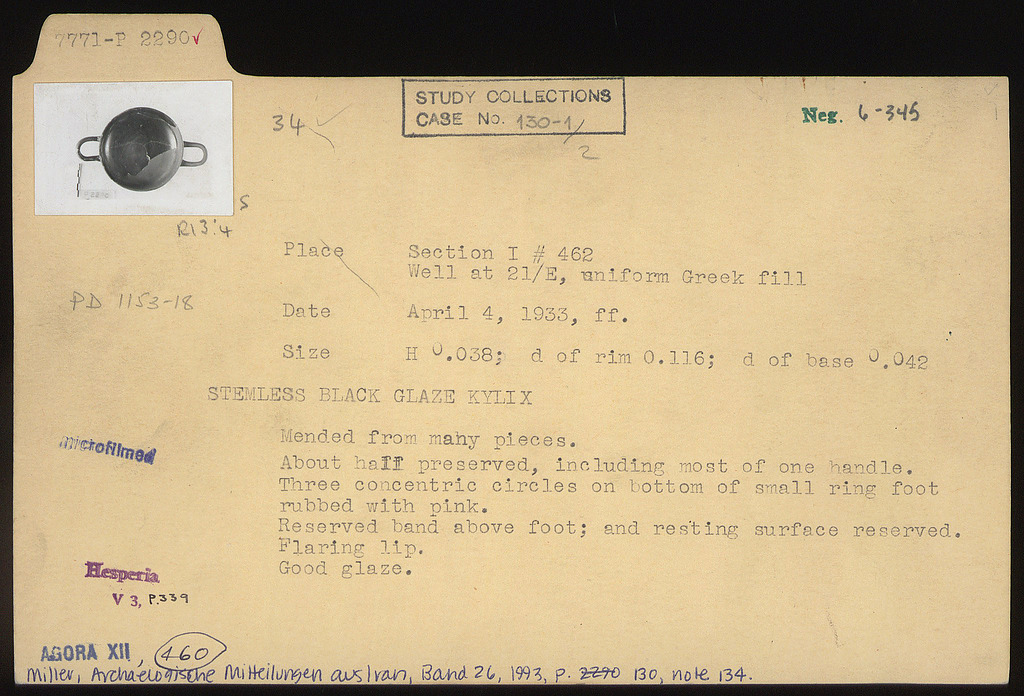 7771-P 2290✓
STUDY COLLECTIONS
CASE No. 130-1/2
34 ✓
Neg. 6-345
S
R13:4
Place Section I # 462
Well at 21/E, uniform Greek fill
PD 1153-18
Date April 4, 1933, ff.
Size H 0.038; d of rim 0.116; d of base 0.042
STEMLESS BLACK GLAZE KYLIX
microfilmed
Mended from many pieces.
About half preserved, including most of one handle.
Three concentric circles on bottom of small ring foot
rubbed with pink.
Reserved band above foot; and resting surface reserved.
Flaring lip.
Good glaze.
Hesperia
V 3, P.339
AGORA XII, 460
Miller, Archaelogische Mitteilungen aus Iran, Band 26, 1993, p. 2290 130, note 134.